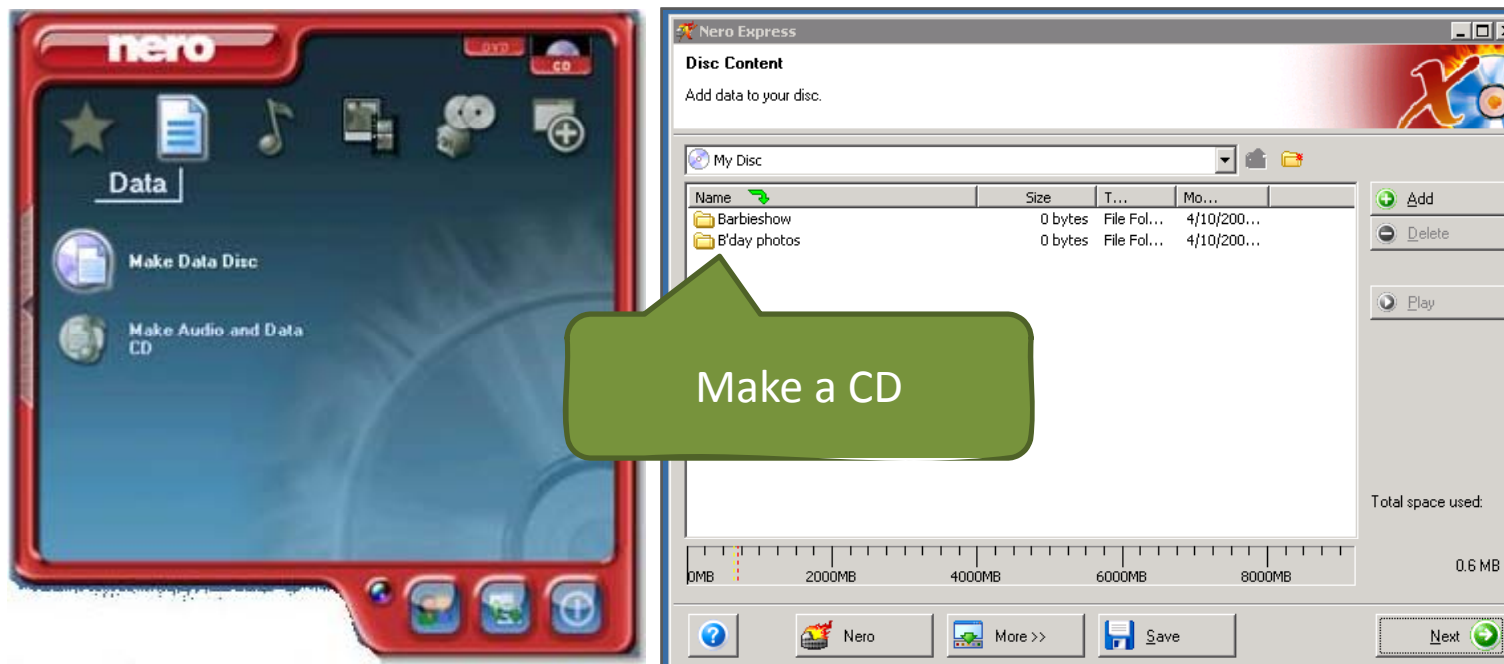 nero
DVD
CD
Data
Make Data Disc
Make Audio and Data
CD
Nero Express
Disc Content
Add data to your disc.
My Disc
Name Size T... Mo...
Barbieshow 0 bytes File Fol... 4/10/200...
B'day photos 0 bytes File Fol... 4/10/200...
Add
Delete
Play
Make a CD
Total space used:
0MB 2000MB 4000MB 6000MB 8000MB
0.6 MB
Nero More >> Save Next